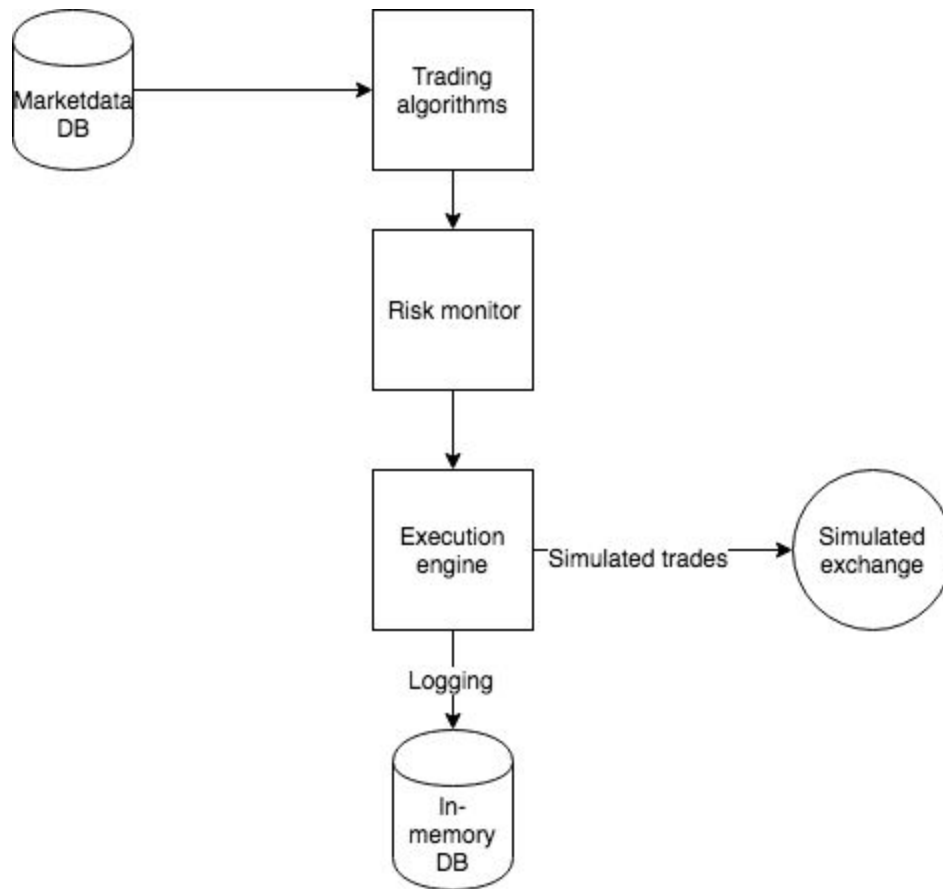 Marketdata
DB
Trading
algorithms
Risk monitor
Execution
engine
Simulated trades
Simulated
exchange
Logging
In-
memory
DB